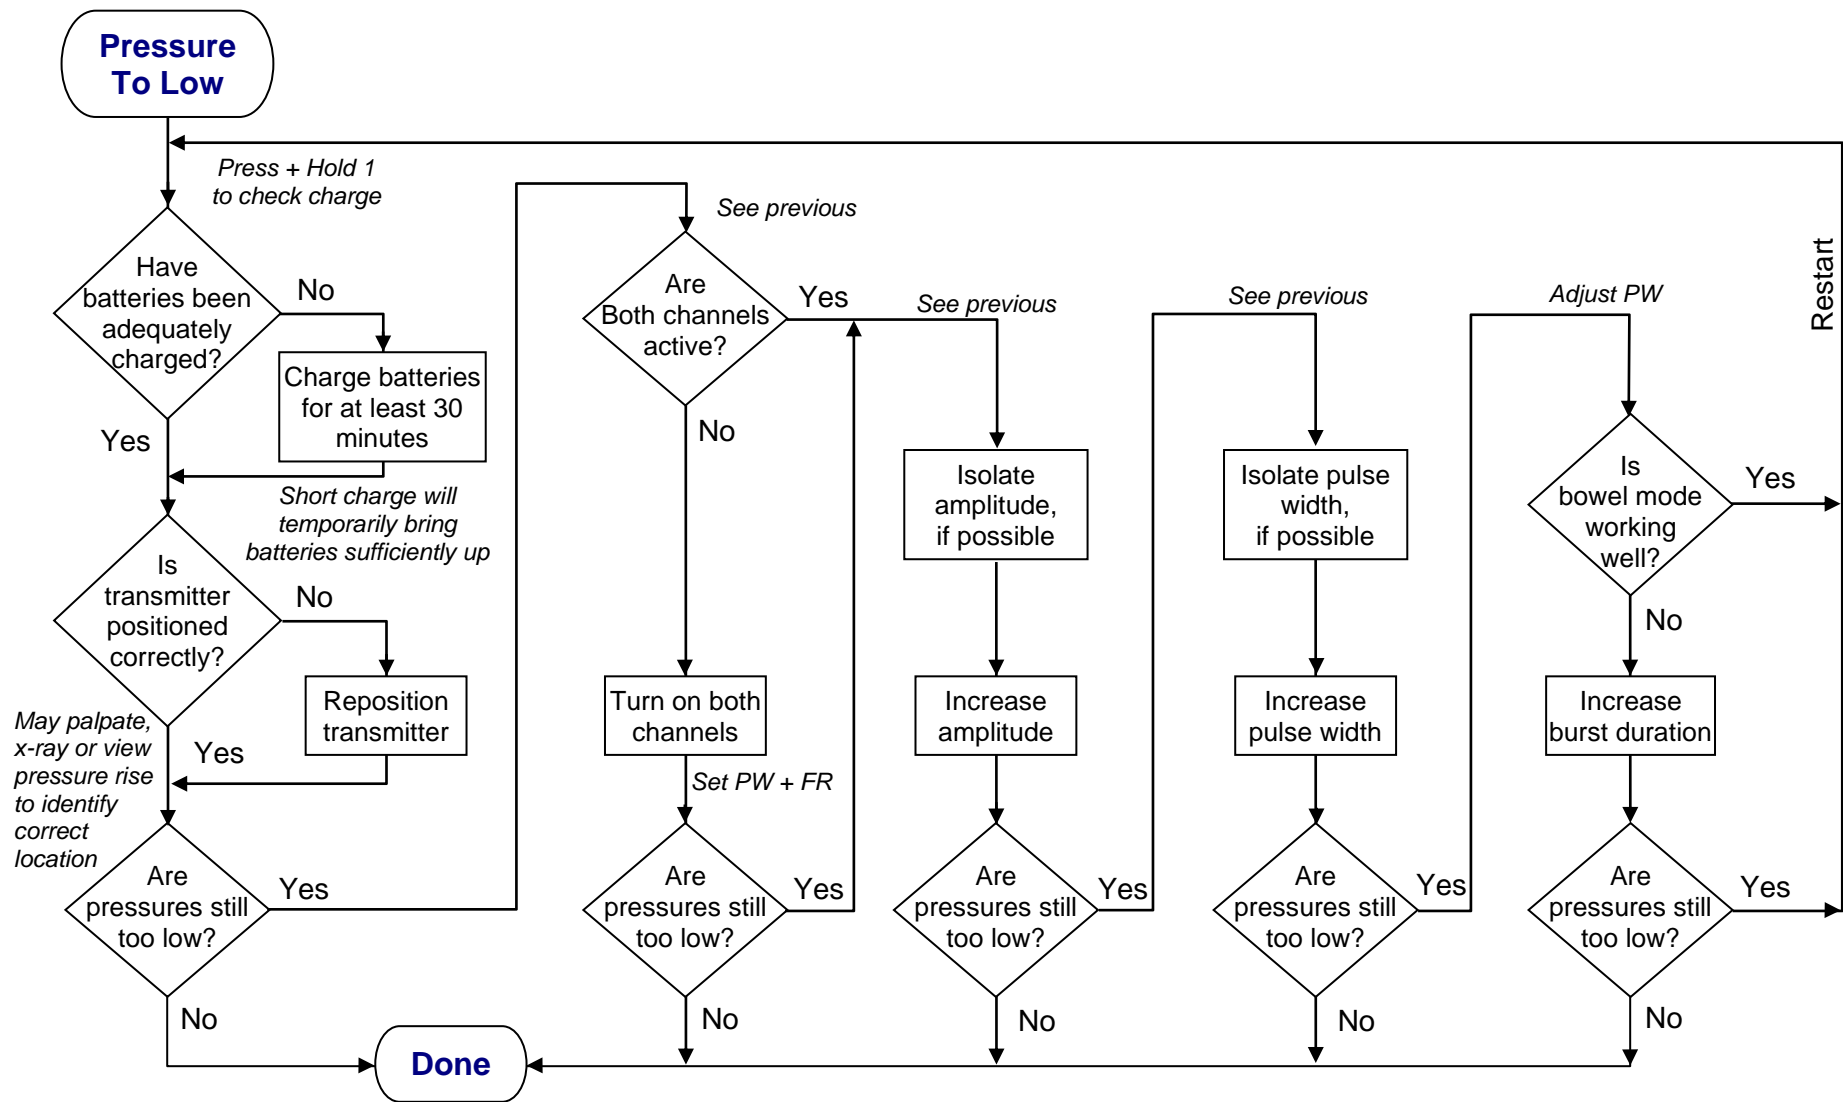 Pressure
To Low
Press + Hold 1
to check charge
Have
batteries been
adequately
charged?
No
Charge batteries
for at least 30
minutes
Yes
Short charge will
temporarily bring
batteries sufficiently up
Is
transmitter
positioned
correctly?
No
Reposition
transmitter
May palpate,
x-ray or view
pressure rise
to identify
correct
location
Yes
Are
pressures still
too low?
Yes
No
See previous
Are
Both channels
active?
Yes
No
Turn on both
channels
Set PW + FR
Are
pressures still
too low?
Yes
No
See previous
Isolate
amplitude,
if possible
Increase
amplitude
Are
pressures still
too low?
Yes
No
See previous
Isolate pulse
width,
if possible
Increase
pulse width
Are
pressures still
too low?
Yes
No
Adjust PW
Is
bowel mode
working
well?
Yes
No
Increase
burst duration
Are
pressures still
too low?
Yes
No
Restart
Done